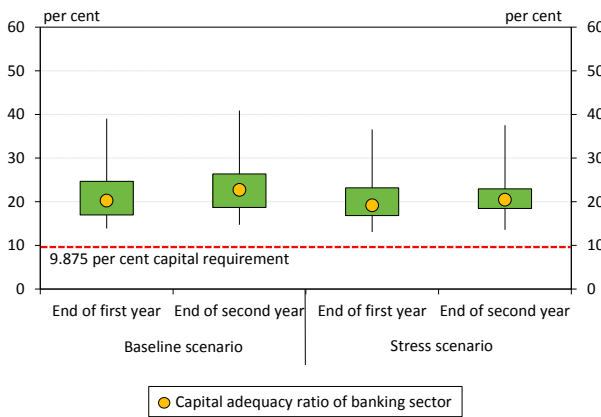 per cent per cent
60 60
50 50
40 40
30 30
20 20
10 10
9.875 per cent capital requirement
0 0
End of first year End of second year End of first year End of second year
Baseline scenario Stress scenario
Capital adequacy ratio of banking sector